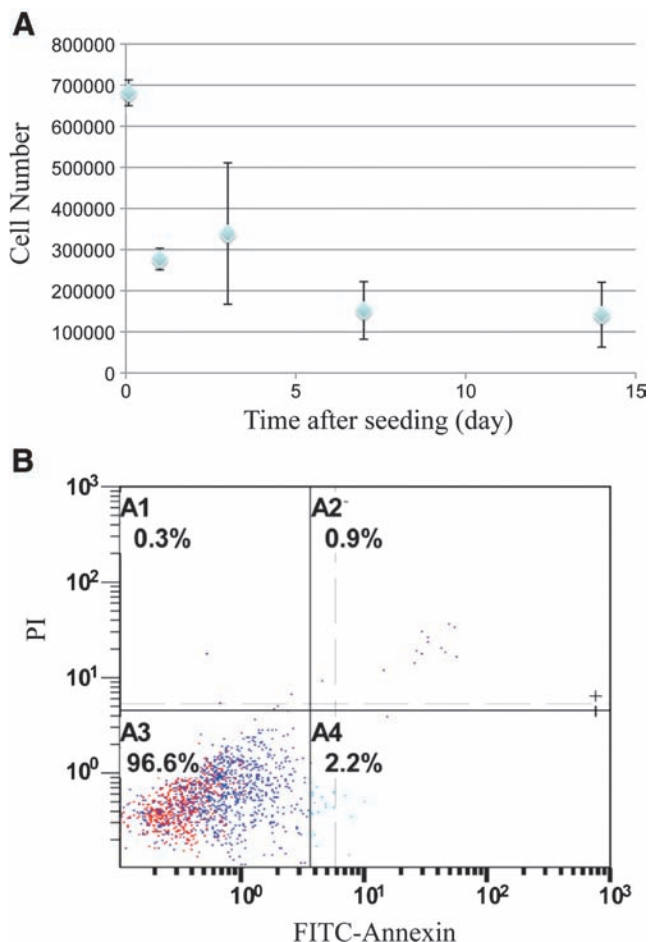 A
800000
700000
600000
500000
400000
300000
200000
100000
0
Cell Number
0 5 10 15
Time after seeding (day)
B
10³
10²
10¹
10⁰
PI
A1
0.3%
A2
0.9%
A3
96.6%
A4
2.2%
10⁰ 10¹ 10² 10³
FITC-Annexin